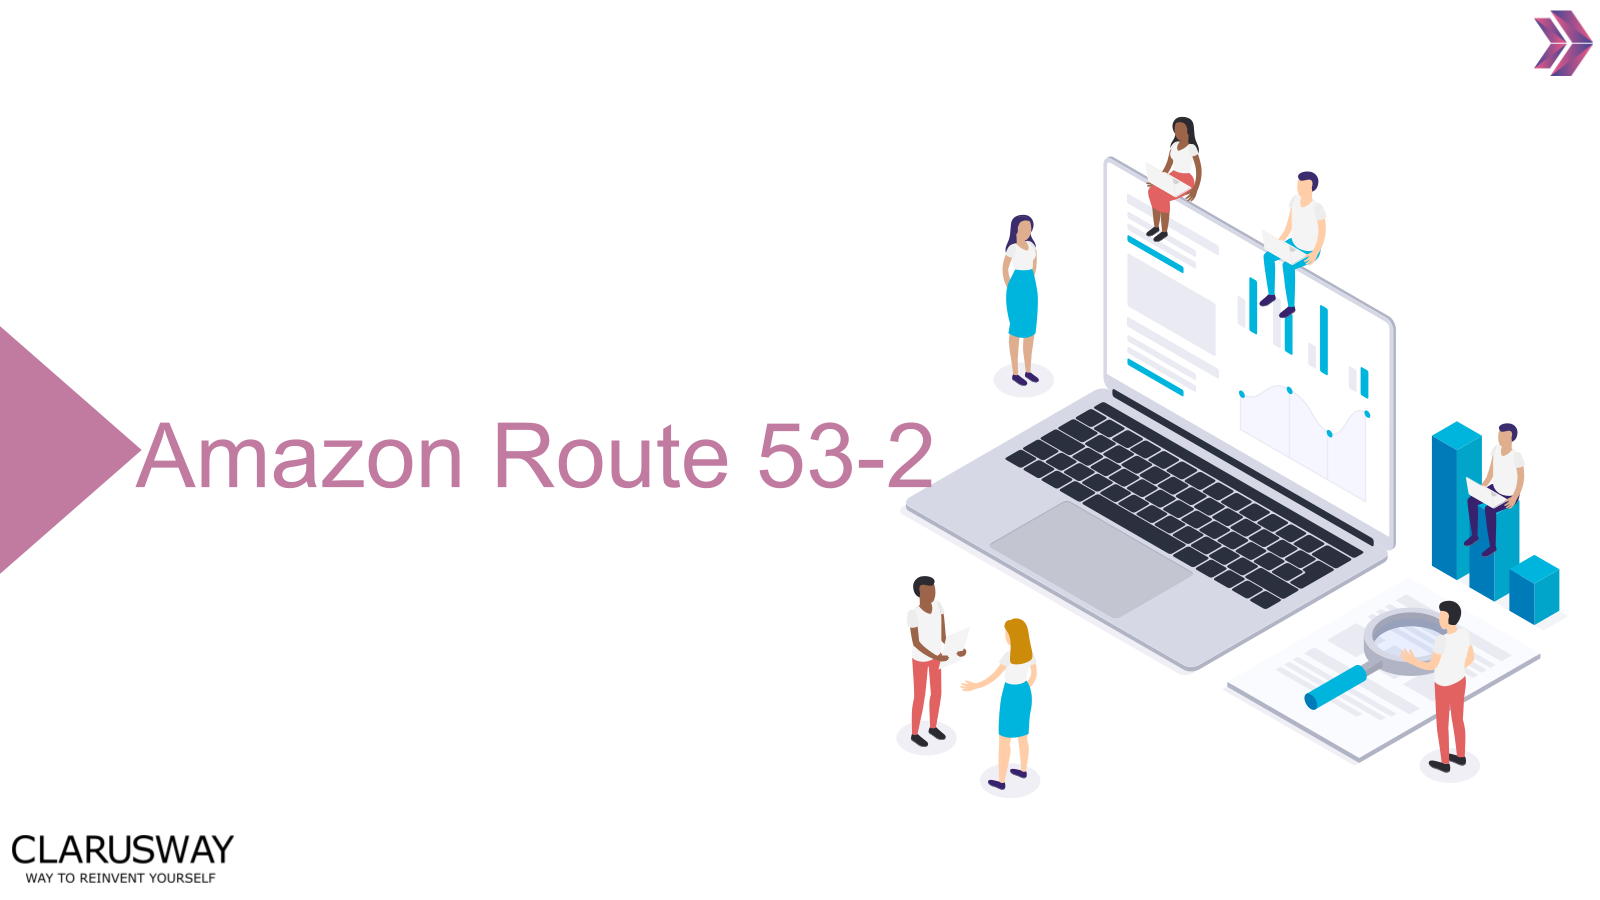 Amazon Route 53-2
CLARUSWAY
WAY TO REINVENT YOURSELF